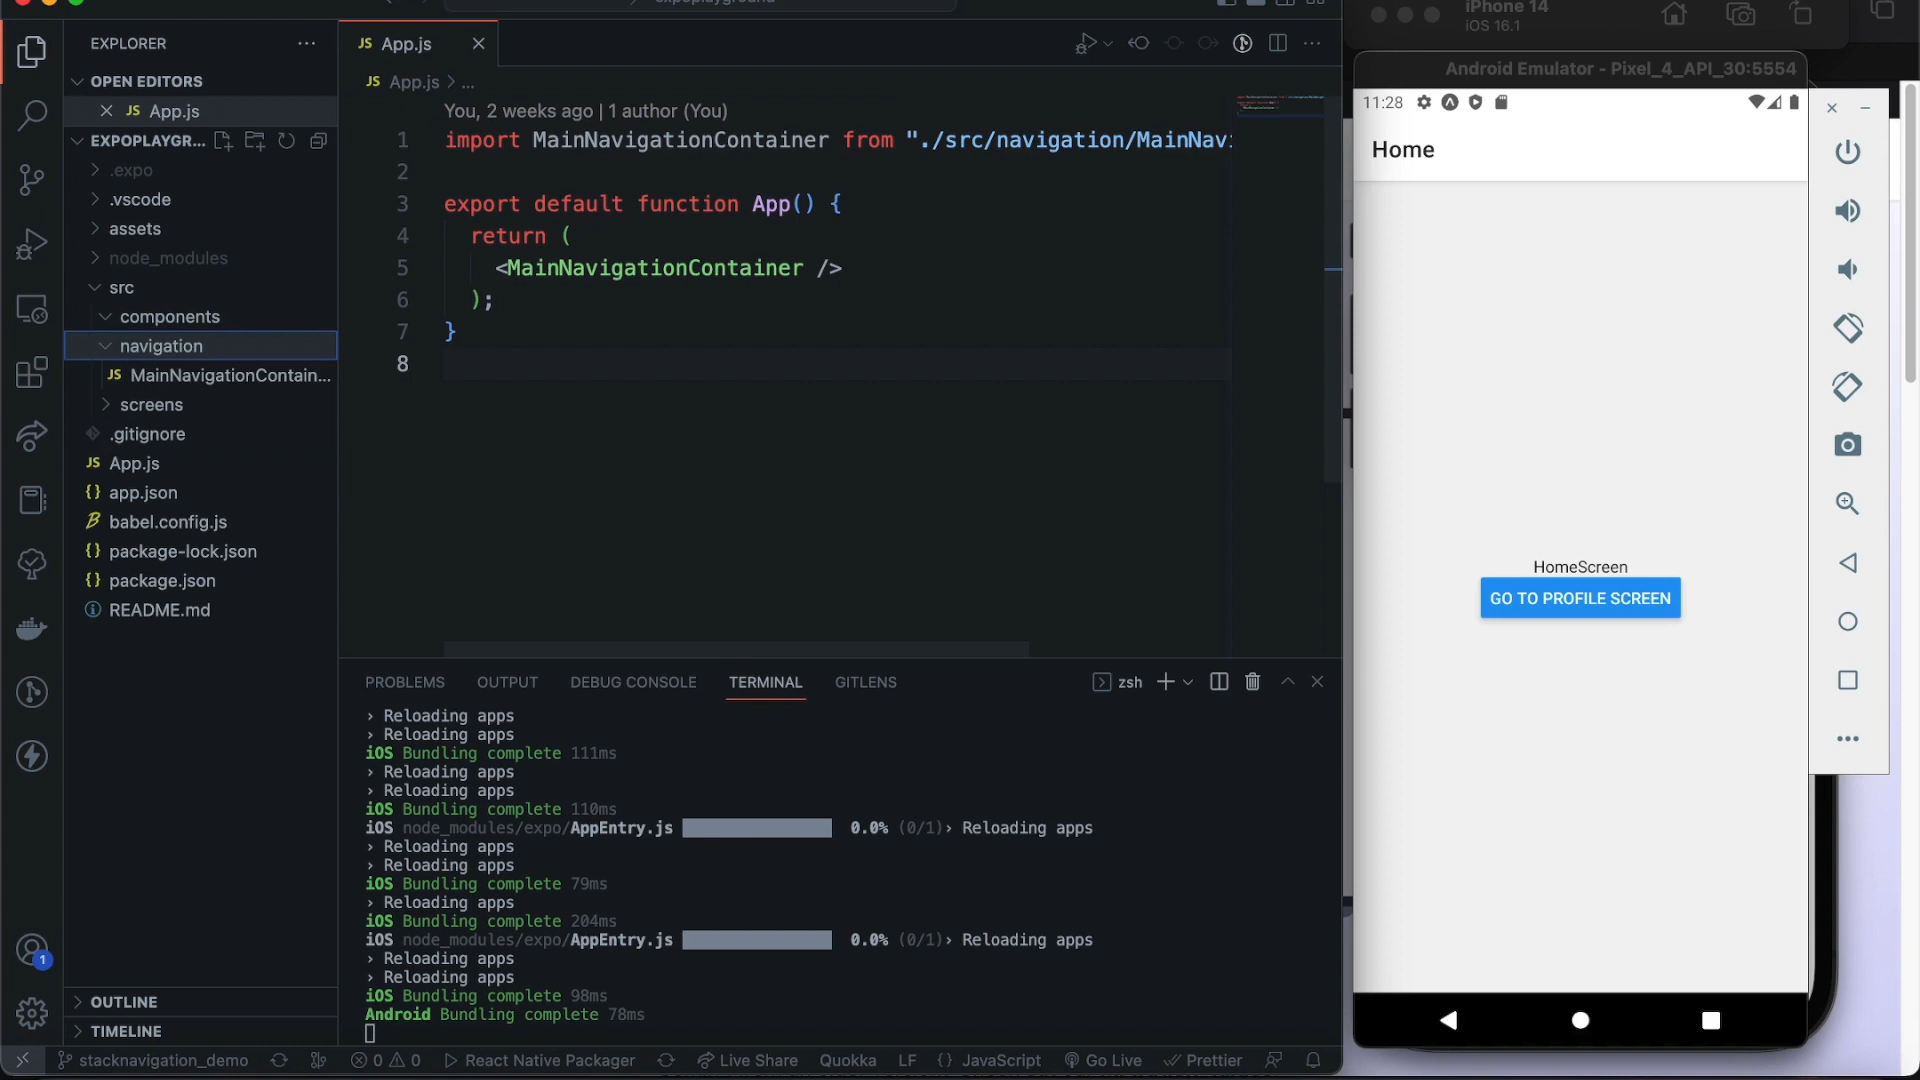 expoplayground
EXPLORER
OPEN EDITORS
JS App.js
EXPOPLAYGR...
.expo
.vscode
assets
node_modules
src
components
navigation
JS MainNavigationContain...
screens
.gitignore
JS App.js
{} app.json
babel.config.js
{} package-lock.json
{} package.json
README.md
OUTLINE
TIMELINE
1
JS App.js
JS App.js > ...
You, 2 weeks ago | 1 author (You)
1 import MainNavigationContainer from "./src/navigation/MainNavi
2
3 export default function App() {
4 return (
5 <MainNavigationContainer />
6 );
7 }
8
PROBLEMS OUTPUT DEBUG CONSOLE TERMINAL GITLENS
zsh
› Reloading apps
› Reloading apps
iOS Bundling complete 111ms
› Reloading apps
› Reloading apps
iOS Bundling complete 110ms
iOS node_modules/expo/AppEntry.js 0.0% (0/1)› Reloading apps
› Reloading apps
› Reloading apps
iOS Bundling complete 79ms
› Reloading apps
iOS Bundling complete 204ms
iOS node_modules/expo/AppEntry.js 0.0% (0/1)› Reloading apps
› Reloading apps
› Reloading apps
iOS Bundling complete 98ms
Android Bundling complete 78ms
stacknavigation_demo 0 0 React Native Packager Live Share Quokka LF {} JavaScript Go Live Prettier
iPhone 14
iOS 16.1
Android Emulator - Pixel_4_API_30:5554
11:28
Home
HomeScreen
GO TO PROFILE SCREEN